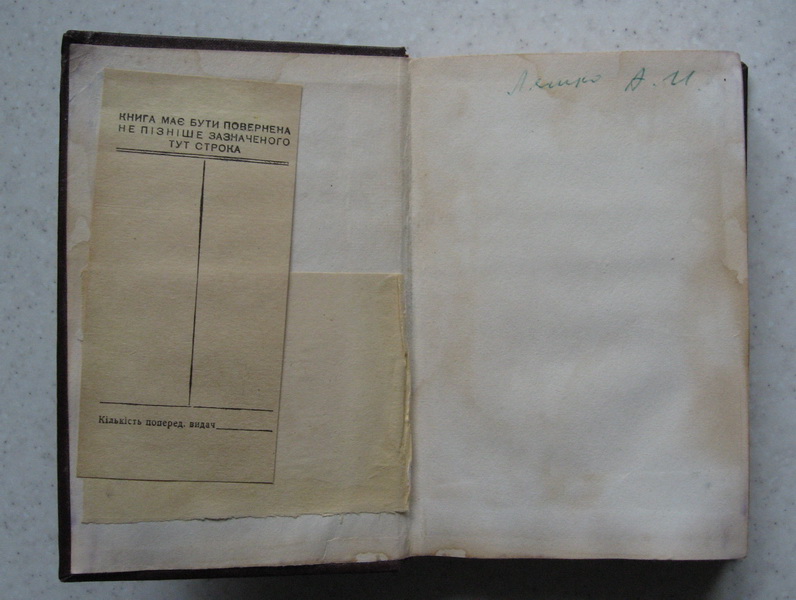 КНИГА МАЄ БУТИ ПОВЕРНЕНА
НЕ ПІЗНІШЕ ЗАЗНАЧЕНОГО
ТУТ СТРОКА
Кількість поперед. видач
А. И.